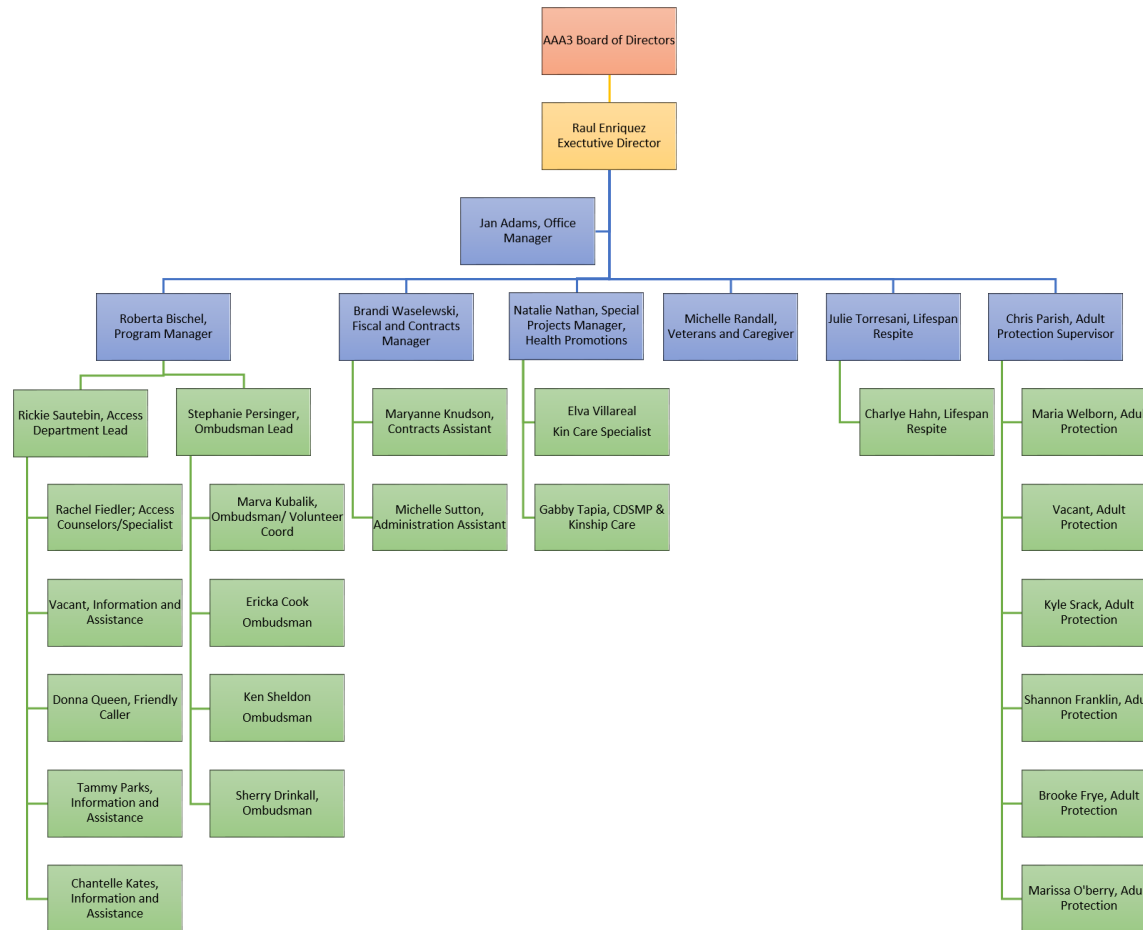 AAA3 Board of Directors
Raul Enriquez
Exectutive Director
Jan Adams, Office
Manager
Roberta Bischel,
Program Manager
Brandi Waselewski,
Fiscal and Contracts
Manager
Natalie Nathan, Special
Projects Manager,
Health Promotions
Michelle Randall,
Veterans and Caregiver
Julie Torresani, Lifespan
Respite
Chris Parish, Adult
Protection Supervisor
Rickie Sautebin, Access
Department Lead
Stephanie Persinger,
Ombudsman Lead
Maryanne Knudson,
Contracts Assistant
Elva Villareal
Kin Care Specialist
Charlye Hahn, Lifespan
Respite
Maria Welborn, Adul
Protection
Rachel Fiedler; Access
Counselors/Specialist
Marva Kubalik,
Ombudsman/ Volunteer
Coord
Michelle Sutton,
Administration Assistant
Gabby Tapia, CDSMP &
Kinship Care
Vacant, Adult
Protection
Vacant, Information and
Assistance
Ericka Cook
Ombudsman
Kyle Srack, Adult
Protection
Donna Queen, Friendly
Caller
Ken Sheldon
Ombudsman
Shannon Franklin, Adul
Protection
Tammy Parks,
Information and
Assistance
Sherry Drinkall,
Ombudsman
Brooke Frye, Adult
Protection
Chantelle Kates,
Information and
Assistance
Marissa O'berry, Adul
Protection